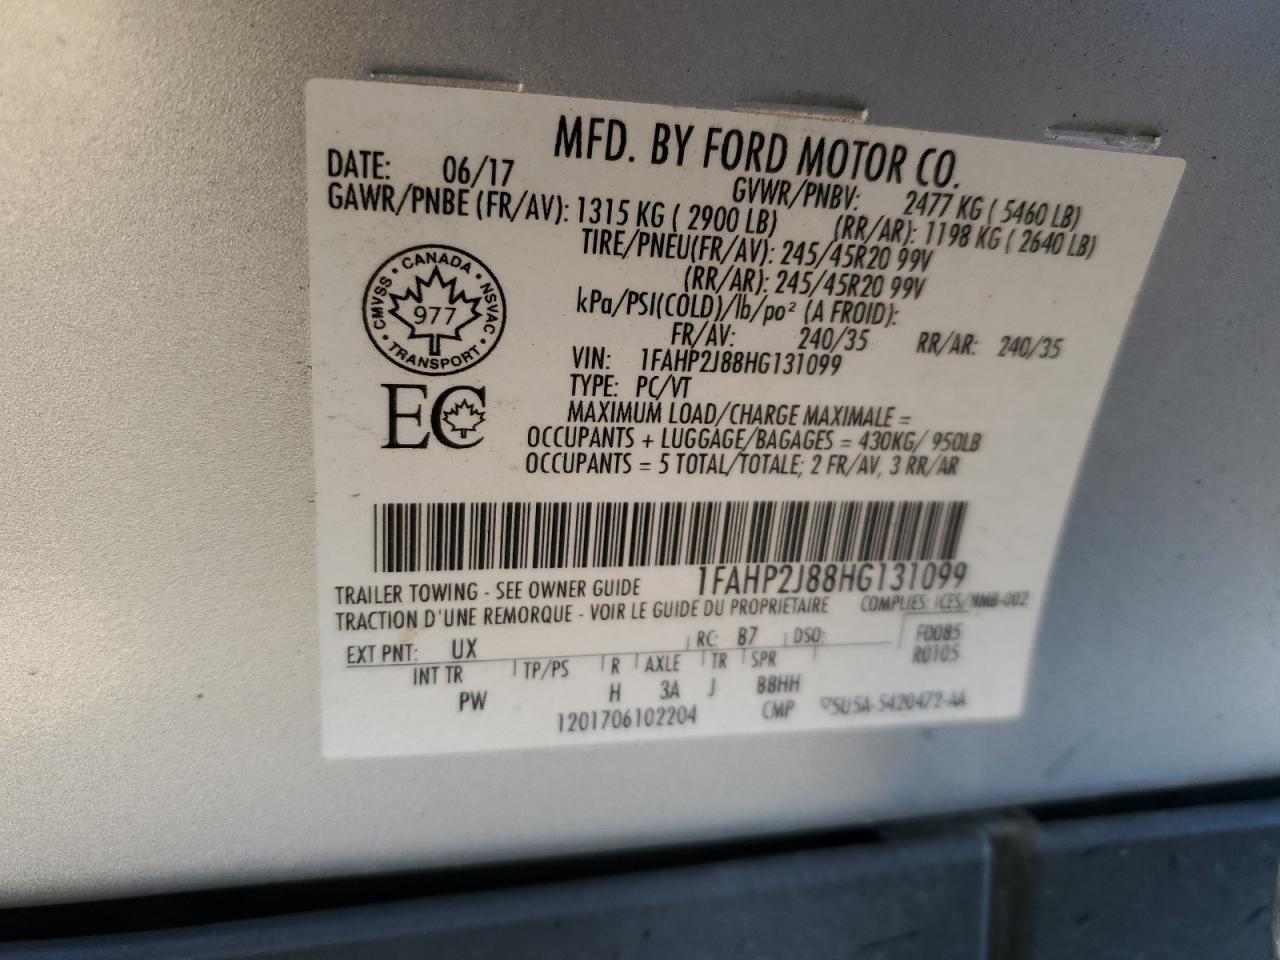 MFD. BY FORD MOTOR CO.
DATE: 06/17 GVWR/PNBV: 2477 KG ( 5460 LB)
GAWR/PNBE (FR/AV): 1315 KG ( 2900 LB) (RR/AR): 1198 KG ( 2640 LB)
TIRE/PNEU(FR/AV): 245/45R20 99V
(RR/AR): 245/45R20 99V
kPa/PSI(COLD)/lb/po² (A FROID):
FR/AV: 240/35 RR/AR: 240/35
VIN: 1FAHP2J88HG131099
TYPE: PC/VT
MAXIMUM LOAD/CHARGE MAXIMALE =
OCCUPANTS + LUGGAGE/BAGAGES = 430KG/ 950LB
OCCUPANTS = 5 TOTAL/TOTALE; 2 FR/AV, 3 RR/AR
CANADA • NSVAC • TRANSPORT • CMVSS •
977
EC
1FAHP2J88HG131099
TRAILER TOWING - SEE OWNER GUIDE
TRACTION D'UNE REMORQUE - VOIR LE GUIDE DU PROPRIETAIRE COMPLIES: ICES/NMB-002
EXT PNT: UX RC: B7 DSO: F0085
R0105
INT TR TP/PS R AXLE TR SPR
PW H 3A J BBHH
1201706102204 CMP 5U5A-5420472-AA